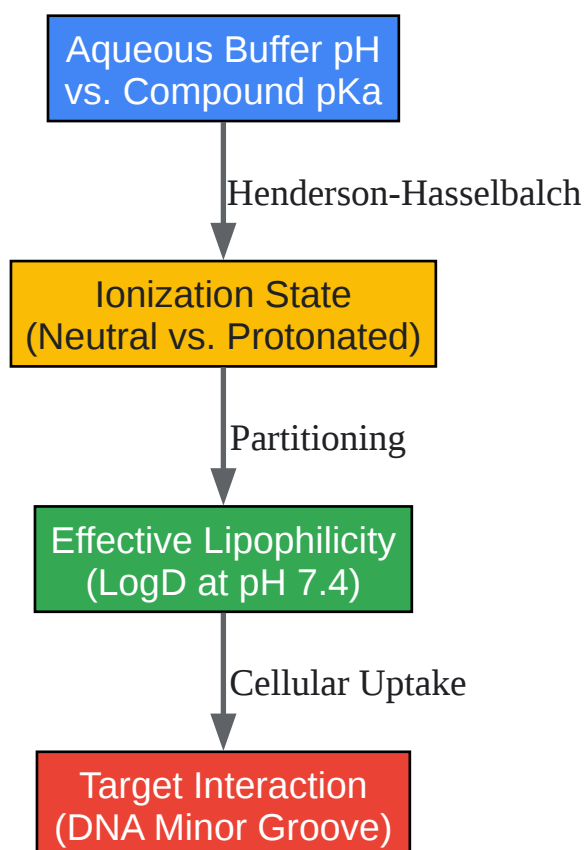 Aqueous Buffer pH
vs. Compound pKa
Henderson-Hasselbalch
Ionization State
(Neutral vs. Protonated)
Partitioning
Effective Lipophilicity
(LogD at pH 7.4)
Cellular Uptake
Target Interaction
(DNA Minor Groove)